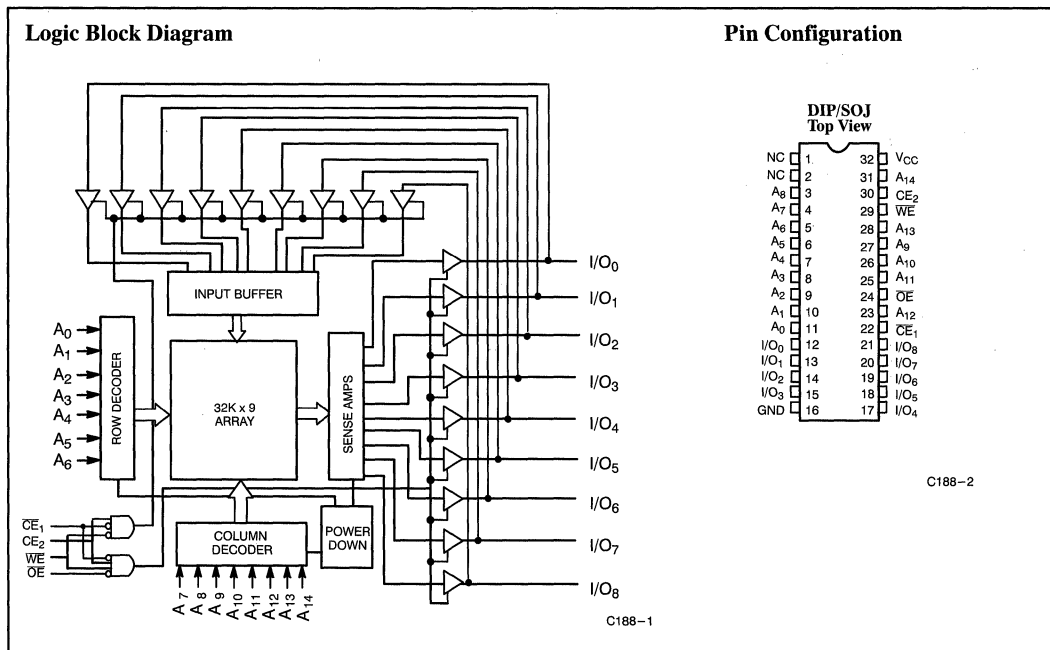 Logic Block Diagram
INPUT BUFFER
A0
A1
A2
A3
A4
A5
A6
ROW DECODER
32K x 9
ARRAY
SENSE AMPS
I/O0
I/O1
I/O2
I/O3
I/O4
I/O5
I/O6
I/O7
I/O8
CE1
CE2
WE
OE
COLUMN
DECODER
POWER
DOWN
A7 A8 A9 A10 A11 A12 A13 A14
C188-1
Pin Configuration
DIP/SOJ
Top View
NC 1 32 VCC
NC 2 31 A14
A8 3 30 CE2
A7 4 29 WE
A6 5 28 A13
A5 6 27 A9
A4 7 26 A10
A3 8 25 A11
A2 9 24 OE
A1 10 23 A12
A0 11 22 CE1
I/O0 12 21 I/O8
I/O1 13 20 I/O7
I/O2 14 19 I/O6
I/O3 15 18 I/O5
GND 16 17 I/O4
C188-2